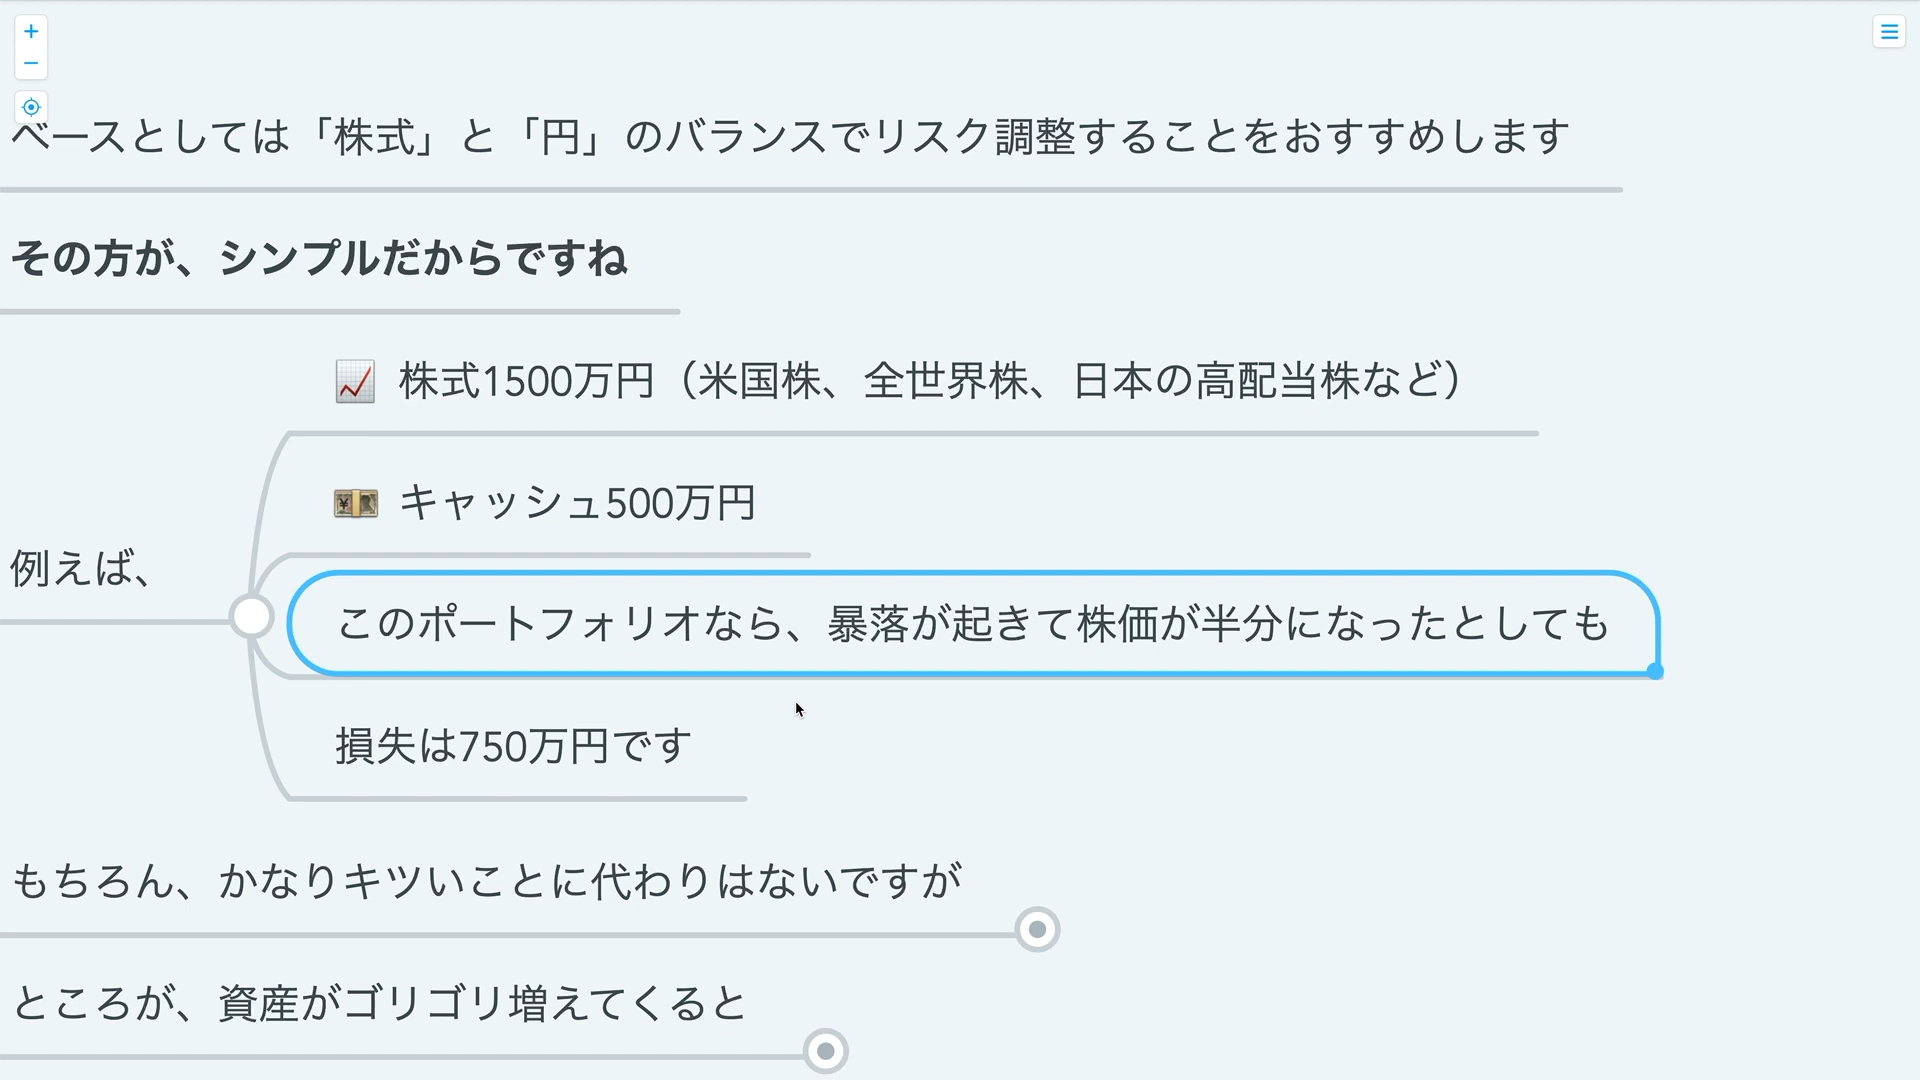 ベースとしては「株式」と「円」のバランスでリスク調整することをおすすめします
その方が、シンプルだからですね
株式1500万円（米国株、全世界株、日本の高配当株など）
キャッシュ500万円
例えば、
このポートフォリオなら、暴落が起きて株価が半分になったとしても
損失は750万円です
もちろん、かなりキツいことに代わりはないですが
ところが、資産がゴリゴリ増えてくると